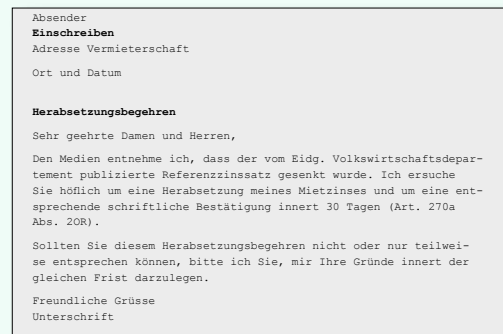 Absender
Einschreiben
Adresse Vermieterschaft
Ort und Datum
Herabsetzungsbegehren
Sehr geehrte Damen und Herren,
Den Medien entnehme ich, dass der vom Eidg. Volkswirtschaftsdepar-
tement publizierte Referenzzinssatz gesenkt wurde. Ich ersuche
Sie höflich um eine Herabsetzung meines Mietzinses und um eine ent-
sprechende schriftliche Bestätigung innert 30 Tagen (Art. 270a
Abs. 2OR).
Sollten Sie diesem Herabsetzungsbegehren nicht oder nur teilwei-
se entsprechen können, bitte ich Sie, mir Ihre Gründe innert der
gleichen Frist darzulegen.
Freundliche Grüsse
Unterschrift